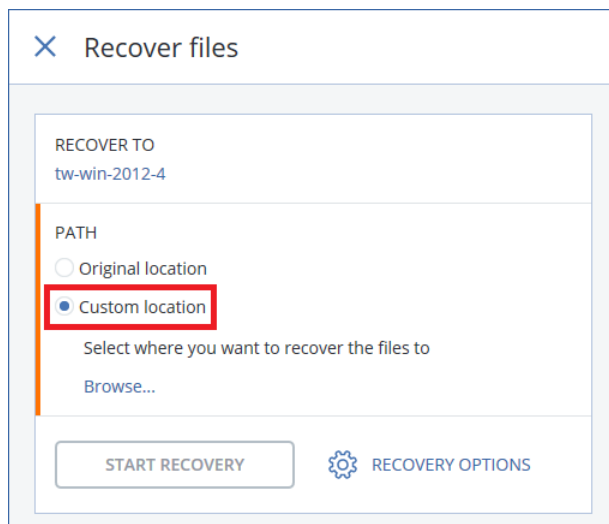 Recover files
RECOVER TO
tw-win-2012-4
PATH
Original location
Custom location
Select where you want to recover the files to
Browse...
START RECOVERY
RECOVERY OPTIONS